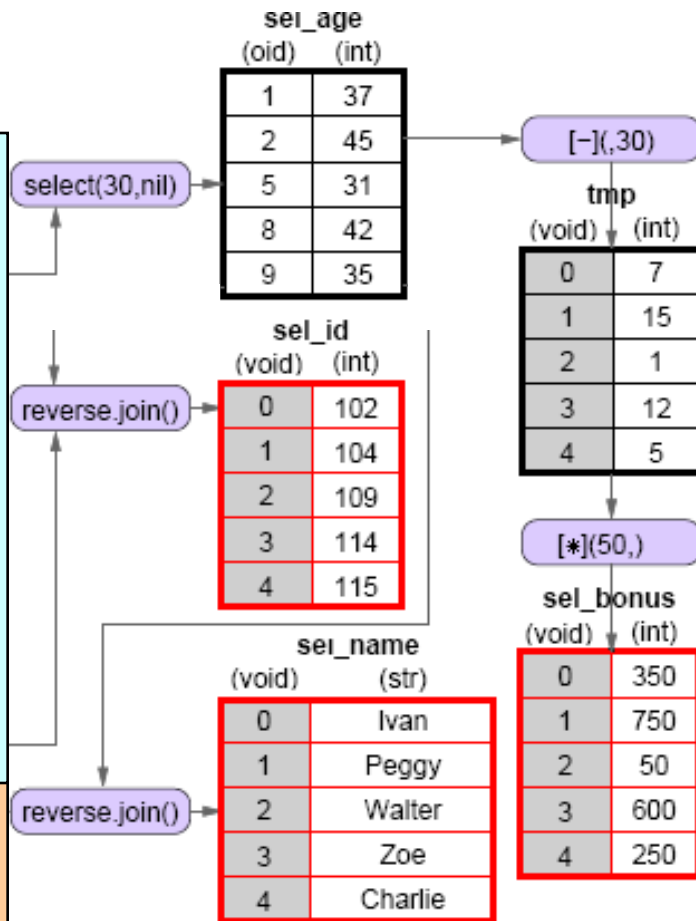 sel_age
(oid) (int)
1 37
2 45
5 31
8 42
9 35
select(30,nil)
[−](,30)
tmp
(void) (int)
0 7
1 15
2 1
3 12
4 5
sel_id
(void) (int)
0 102
1 104
2 109
3 114
4 115
reverse.join()
[*](50,)
sel_bonus
(void) (int)
0 350
1 750
2 50
3 600
4 250
sel_name
(void) (str)
0 Ivan
1 Peggy
2 Walter
3 Zoe
4 Charlie
reverse.join()